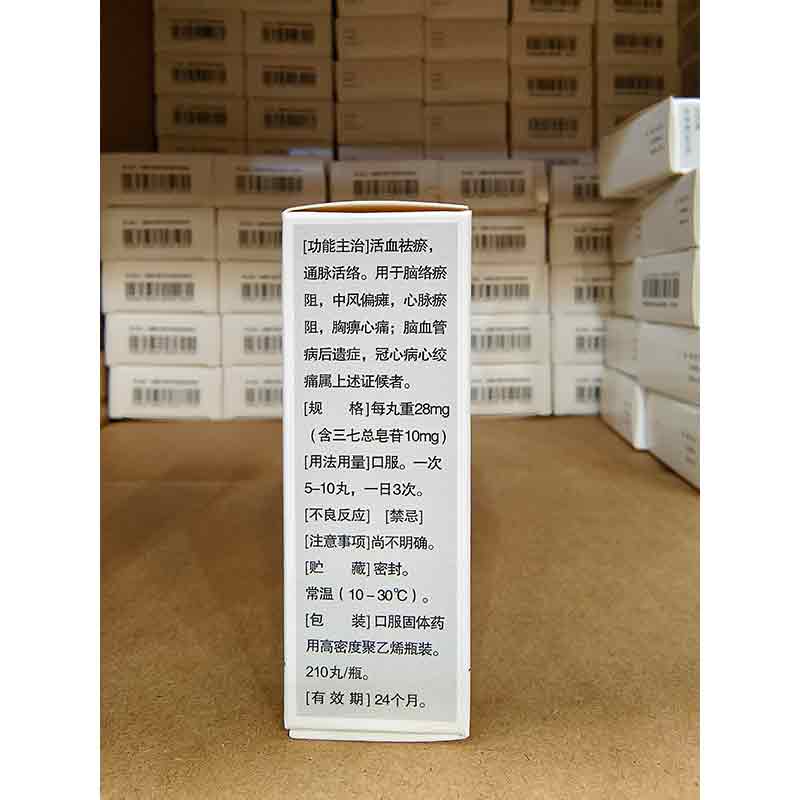 [功能主治]活血祛瘀，
通脉活络。用于脑络瘀
阻，中风偏瘫，心脉瘀
阻，胸痹心痛；脑血管
病后遗症，冠心病心绞
痛属上述证候者。
[规 格]每丸重28mg
（含三七总皂苷10mg）
[用法用量]口服。一次
5–10丸，一日3次。
[不良反应] [禁忌]
[注意事项]尚不明确。
[贮 藏]密封。
常温（10–30℃）。
[包 装]口服固体药
用高密度聚乙烯瓶装。
210丸/瓶。
[有 效 期]24个月。